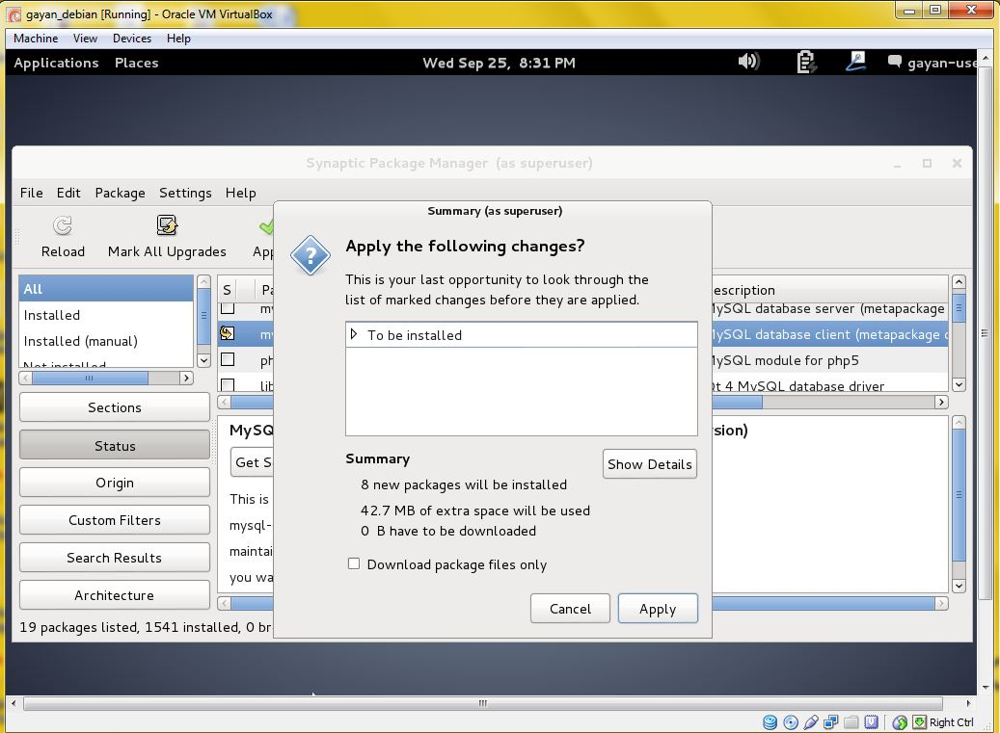 gayan_debian [Running] - Oracle VM VirtualBox
Machine View Devices Help
Applications Places Wed Sep 25, 8:31 PM gayan-use
Synaptic Package Manager (as superuser)
File Edit Package Settings Help
Reload Mark All Upgrades App
Summary (as superuser)
Apply the following changes?
This is your last opportunity to look through the
list of marked changes before they are applied.
To be installed
Summary
Show Details
8 new packages will be installed
42.7 MB of extra space will be used
0 B have to be downloaded
Download package files only
Cancel Apply
All
Installed
Installed (manual)
Not installed
Sections
Status
Origin
Custom Filters
Search Results
Architecture
S Pa escription
my MySQL database server (metapackage
my MySQL database client (metapackage d
ph MySQL module for php5
lib Qt 4 MySQL database driver
MySQ rsion)
Get S
This is
mysql-
maintai
you wa
19 packages listed, 1541 installed, 0 br
Right Ctrl